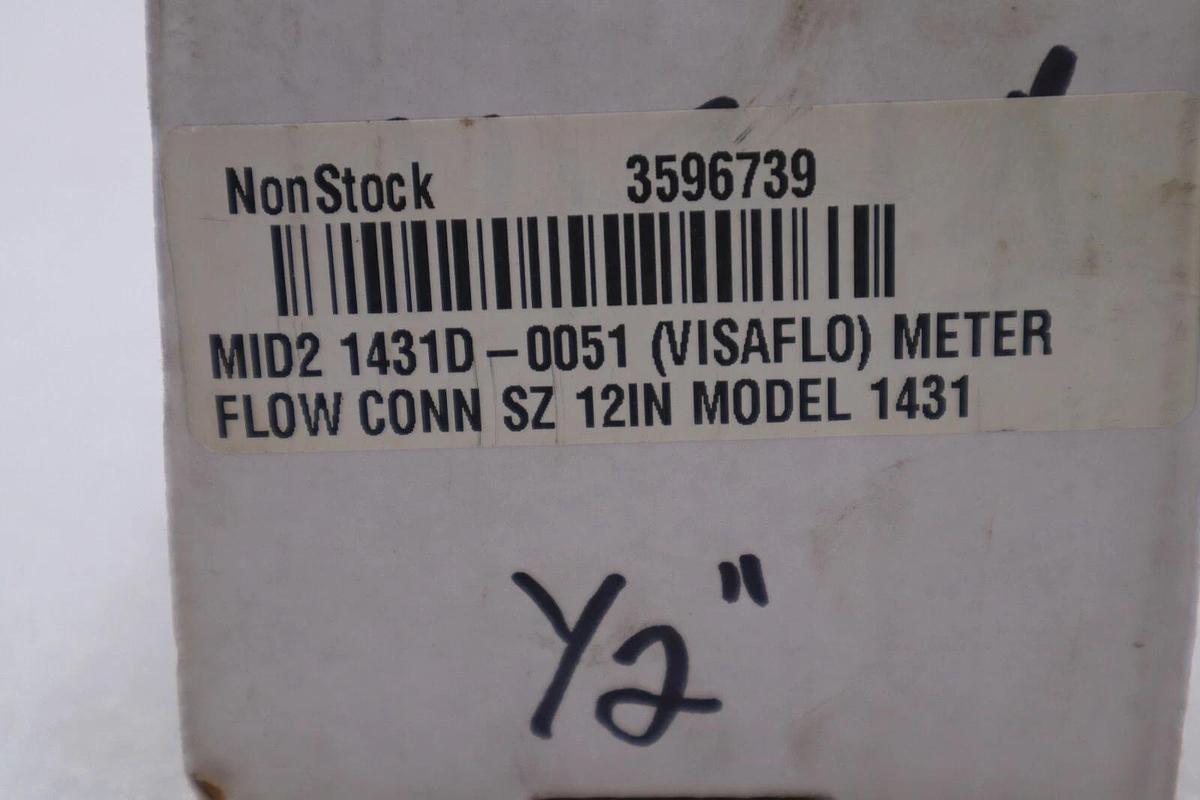 NonStock 3596739
MID2 1431D-0051 (VISAFLO) METER
FLOW CONN SZ 12IN MODEL 1431
1/2"